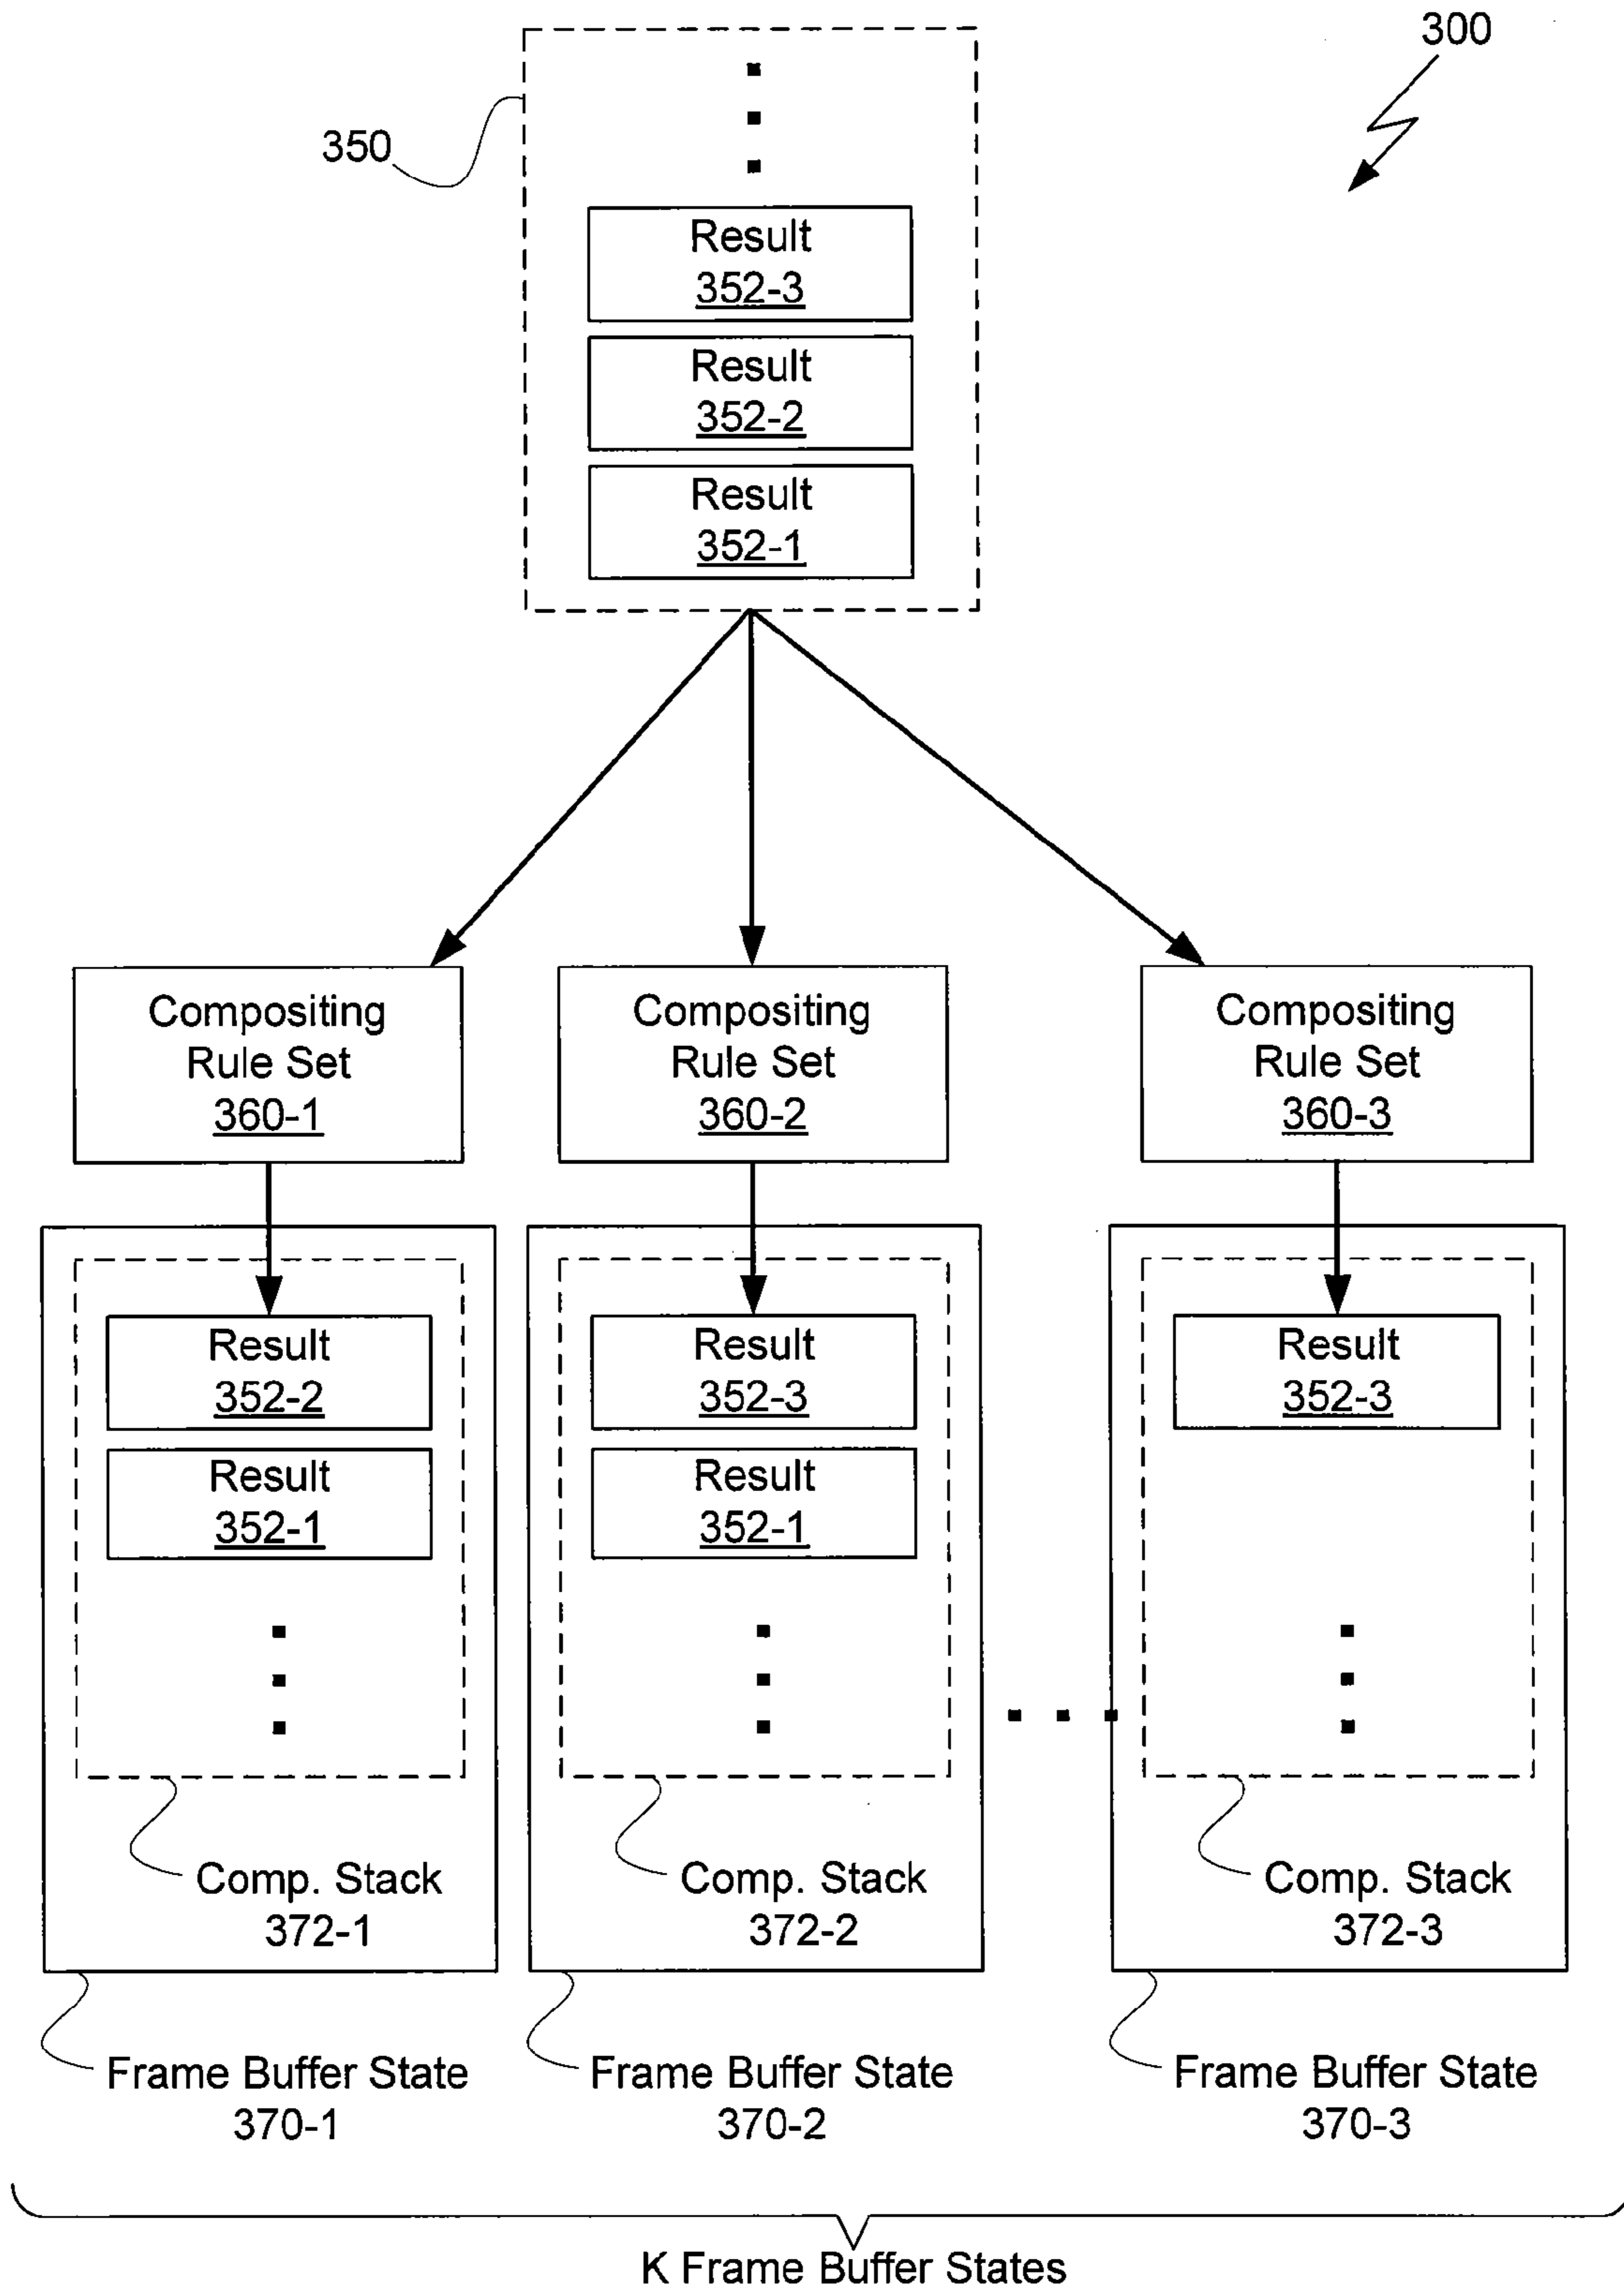 300
350
Result
352-3
Result
352-2
Result
352-1
Compositing
Rule Set
360-1
Compositing
Rule Set
360-2
Compositing
Rule Set
360-3
Result
352-2
Result
352-1
Result
352-3
Result
352-1
Result
352-3
Comp. Stack
372-1
Comp. Stack
372-2
Comp. Stack
372-3
Frame Buffer State
370-1
Frame Buffer State
370-2
Frame Buffer State
370-3
K Frame Buffer States